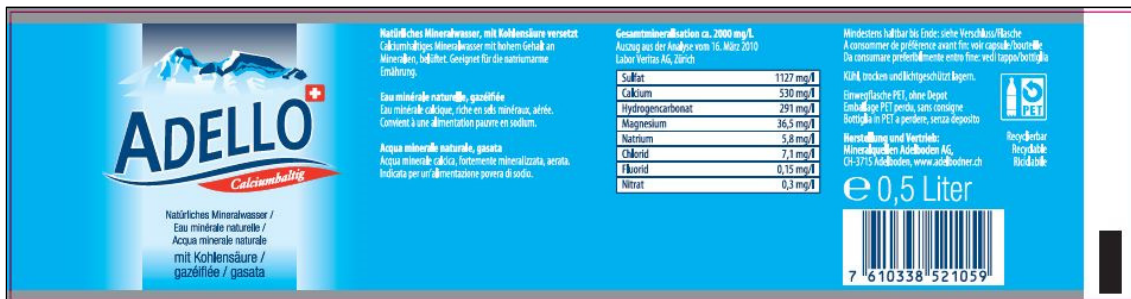 ADELLO
Calciumhaltig
Natürliches Mineralwasser /
Eau minérale naturelle /
Acqua minerale naturale
mit Kohlensäure /
gazéifiée / gasata
Natürliches Mineralwasser, mit Kohlensäure versetzt
Calciumhaltiges Mineralwasser mit hohem Gehalt an
Mineralien, belüftet. Geeignet für die natriumarme
Ernährung.
Eau minérale naturelle, gazéifiée
Eau minérale calcique, riche en sels minéraux, aérée.
Convient à une alimentation pauvre en sodium.
Acqua minerale naturale, gasata
Acqua minerale calcica, fortemente mineralizzata, aerata.
Indicata per un'alimentazione povera di sodio.
Gesamtmineralisation ca. 2000 mg/l.
Auszug aus der Analyse vom 16. März 2010
Labor Veritas AG, Zürich
Sulfat 1127 mg/l
Calcium 530 mg/l
Hydrogencarbonat 291 mg/l
Magnesium 36,5 mg/l
Natrium 5,8 mg/l
Chlorid 7,1 mg/l
Fluorid 0,15 mg/l
Nitrat 0,3 mg/l
Mindestens haltbar bis Ende: siehe Verschluss/Flasche
A consommer de préférence avant fin: voir capsule/bouteille
Da consumare preferibilmente entro fine: vedi tappo/bottiglia
Kühl, trocken und lichtgeschützt lagern.
Einwegflasche PET, ohne Depot
Emballage PET perdu, sans consigne
Bottiglia in PET a perdere, senza deposito
Herstellung und Vertrieb:
Mineralquellen Adelboden AG,
CH-3715 Adelboden, www.adelbodner.ch
PET
Recyclierbar
Recyclable
Riciclabile
℮ 0,5 Liter
7 610338 521059